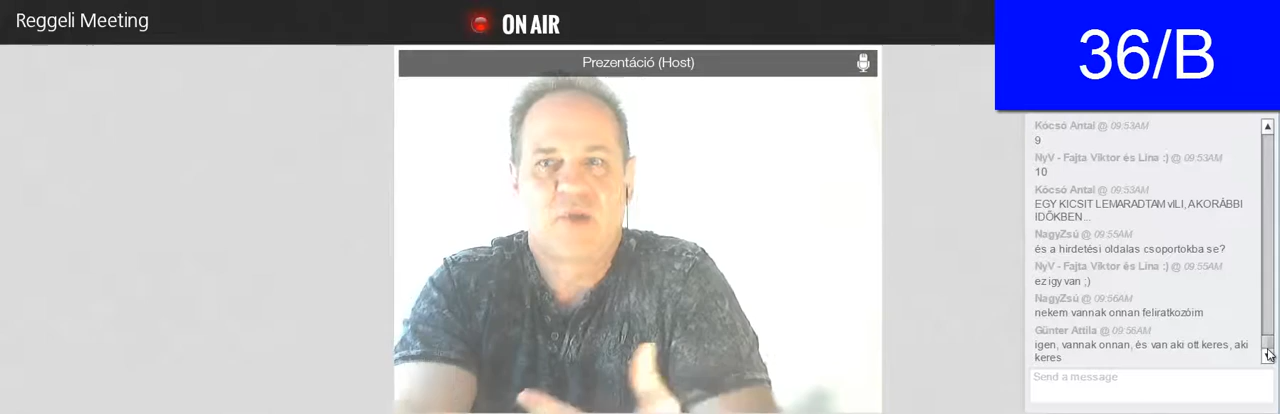 Reggeli Meeting
ON AIR
36/B
Prezentáció (Host)
Kócsó Antal @ 09:53AM
9
NyV - Fajta Viktor és Lina :) @ 09:53AM
10
Kócsó Antal @ 09:53AM
EGY KICSIT LEMARADTAM vILI, A KORÁBBI
IDŐKBEN...
NagyZsú @ 09:55AM
és a hirdetési oldalas csoportokba se?
NyV - Fajta Viktor és Lina :) @ 09:55AM
ez igy van ;)
NagyZsú @ 09:56AM
nekem vannak onnan feliratkozóim
Günter Attila @ 09:56AM
igen, vannak onnan, és van aki ott keres, aki
keres
Send a message